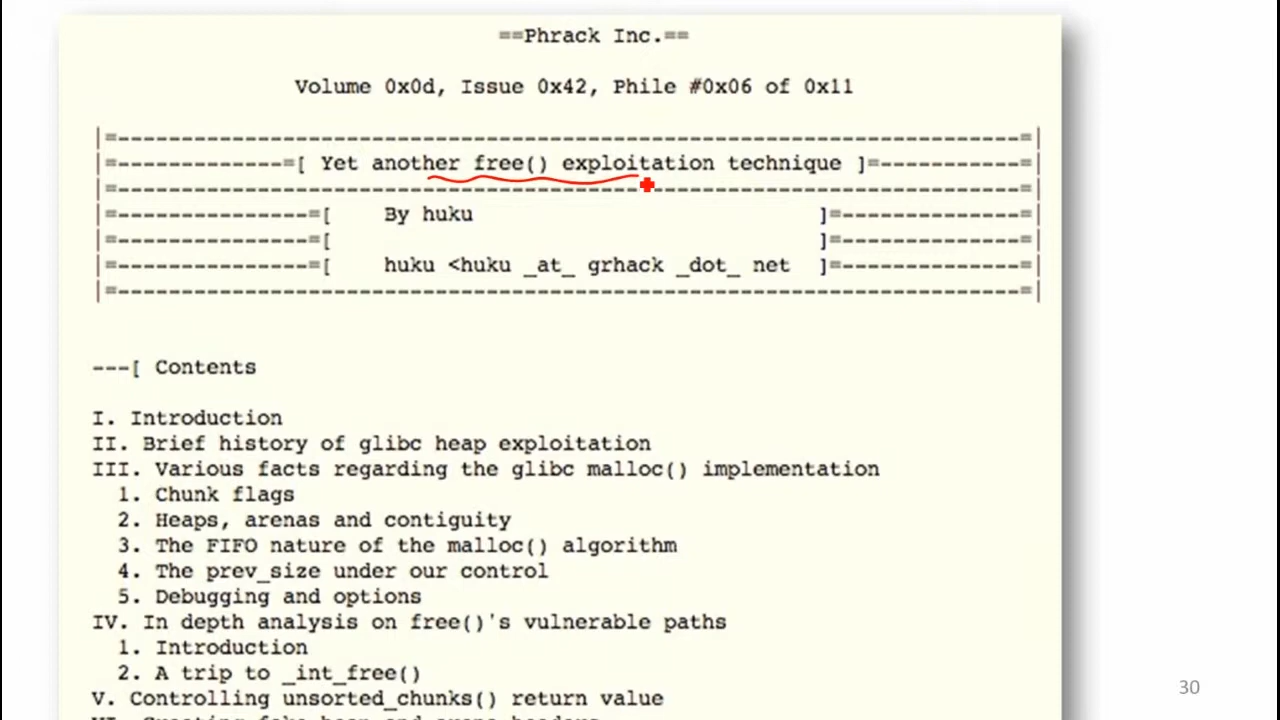 ==Phrack Inc.==
Volume 0x0d, Issue 0x42, Phile #0x06 of 0x11
|=-----------------------------------------------------------------------=|
|=-------------=[ Yet another free() exploitation technique ]=-----------=|
|=-----------------------------------------------------------------------=|
|=---------------=[ By huku ]=--------------=|
|=---------------=[ ]=--------------=|
|=---------------=[ huku <huku _at_ grhack _dot_ net ]=--------------=|
|=-----------------------------------------------------------------------=|
---[ Contents
I. Introduction
II. Brief history of glibc heap exploitation
III. Various facts regarding the glibc malloc() implementation
1. Chunk flags
2. Heaps, arenas and contiguity
3. The FIFO nature of the malloc() algorithm
4. The prev_size under our control
5. Debugging and options
IV. In depth analysis on free()'s vulnerable paths
1. Introduction
2. A trip to _int_free()
V. Controlling unsorted_chunks() return value
30